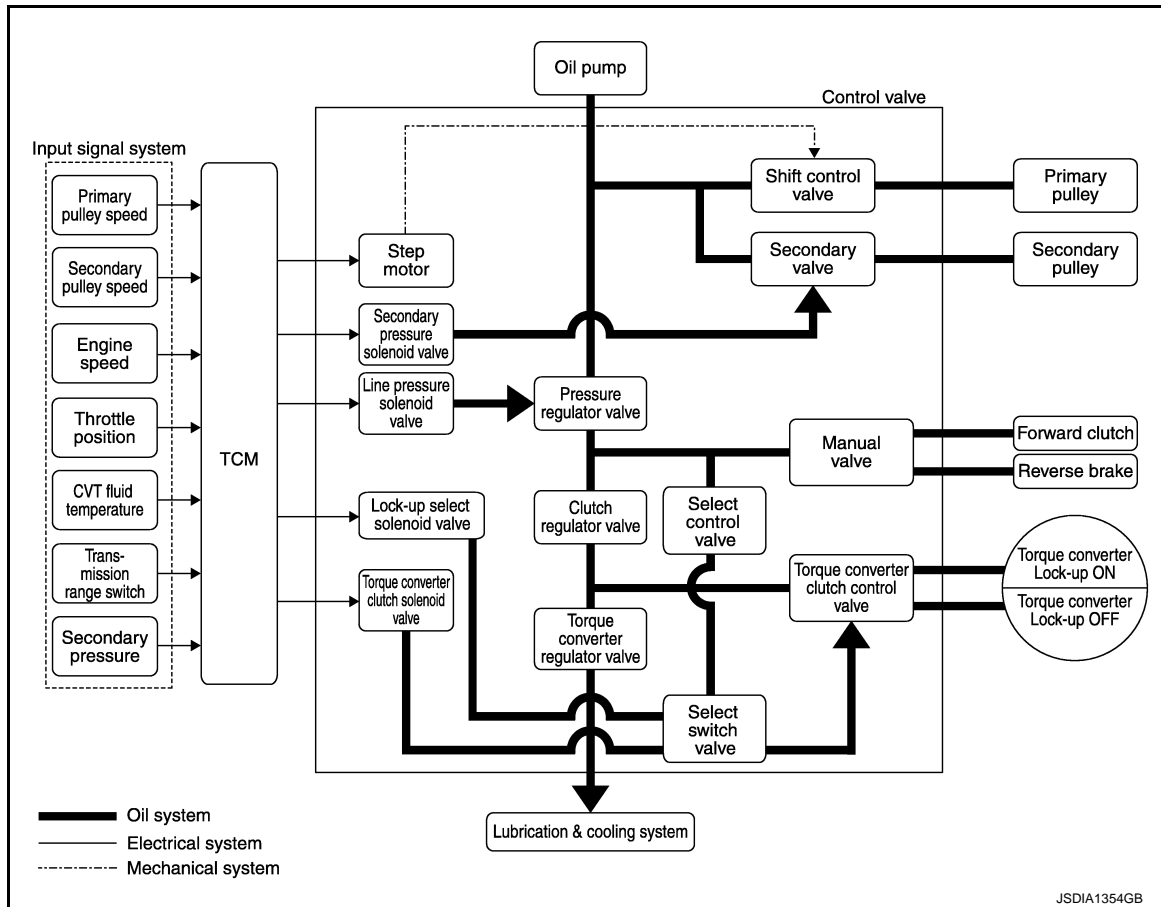 Oil pump
Control valve
Input signal system
Primary
pulley speed
Secondary
pulley speed
Engine
speed
Throttle
position
CVT fluid
temperature
Trans-
mission
range switch
Secondary
pressure
TCM
Step
motor
Secondary
pressure
solenoid valve
Line pressure
solenoid
valve
Lock-up select
solenoid valve
Torque converter
clutch solenoid
valve
Shift control
valve
Secondary
valve
Primary
pulley
Secondary
pulley
Pressure
regulator valve
Clutch
regulator valve
Torque
converter
regulator valve
Manual
valve
Select
control
valve
Torque converter
clutch control
valve
Select
switch
valve
Forward clutch
Reverse brake
Torque converter
Lock-up ON
Torque converter
Lock-up OFF
Lubrication & cooling system
Oil system
Electrical system
Mechanical system
JSDIA1354GB